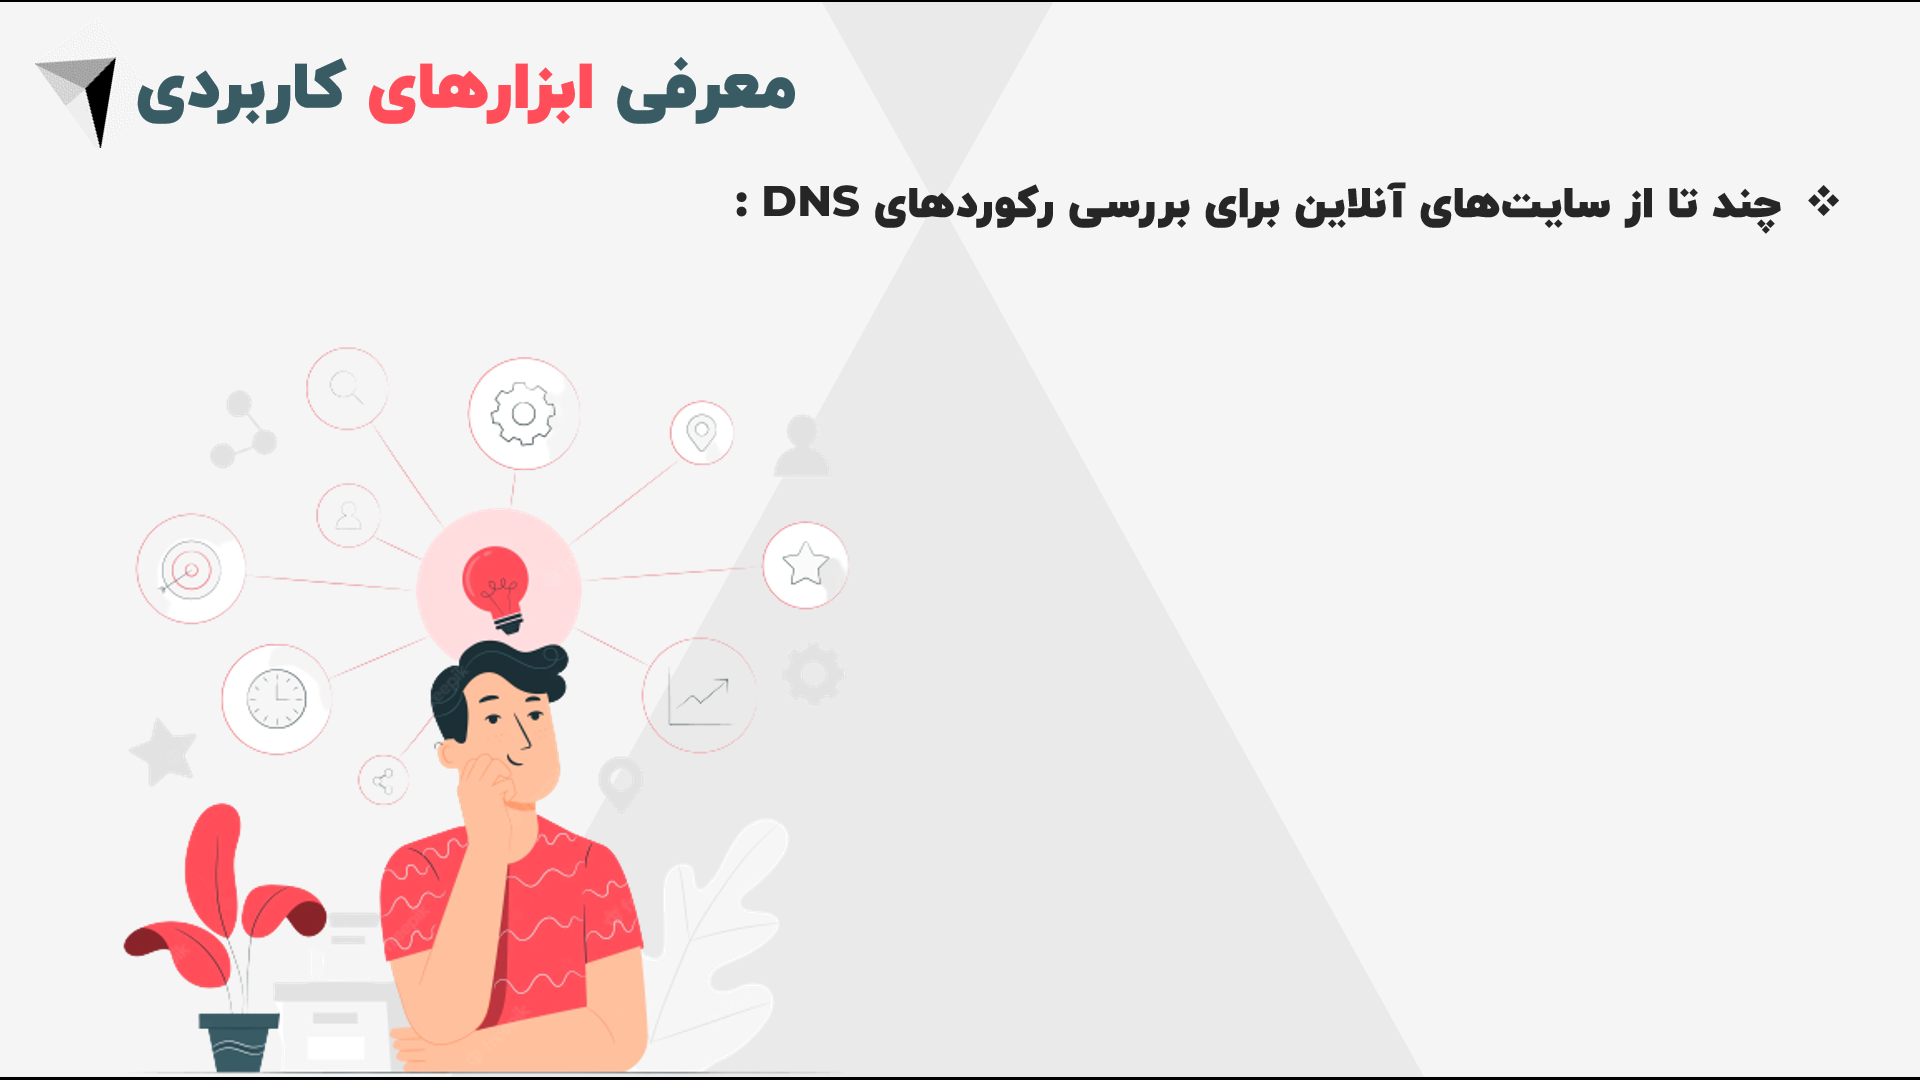 معرفی ابزارهای کاربردی
❖ چند تا از سایت‌های آنلاین برای بررسی رکوردهای DNS :